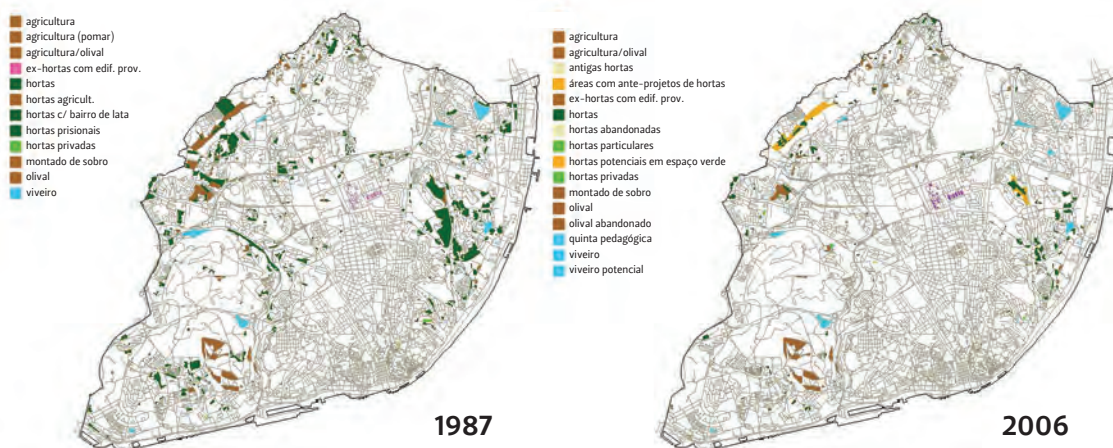 agricultura
agricultura (pomar)
agricultura/olival
ex-hortas com edif. prov.
hortas
hortas agricult.
hortas c/ bairro de lata
hortas prisionais
hortas privadas
montado de sobro
olival
viveiro
1987
agricultura
agricultura/olival
antigas hortas
áreas com ante-projetos de hortas
ex-hortas com edif. prov.
hortas
hortas abandonadas
hortas particulares
hortas potenciais em espaço verde
hortas privadas
montado de sobro
olival
olival abandonado
quinta pedagógica
viveiro
viveiro potencial
2006